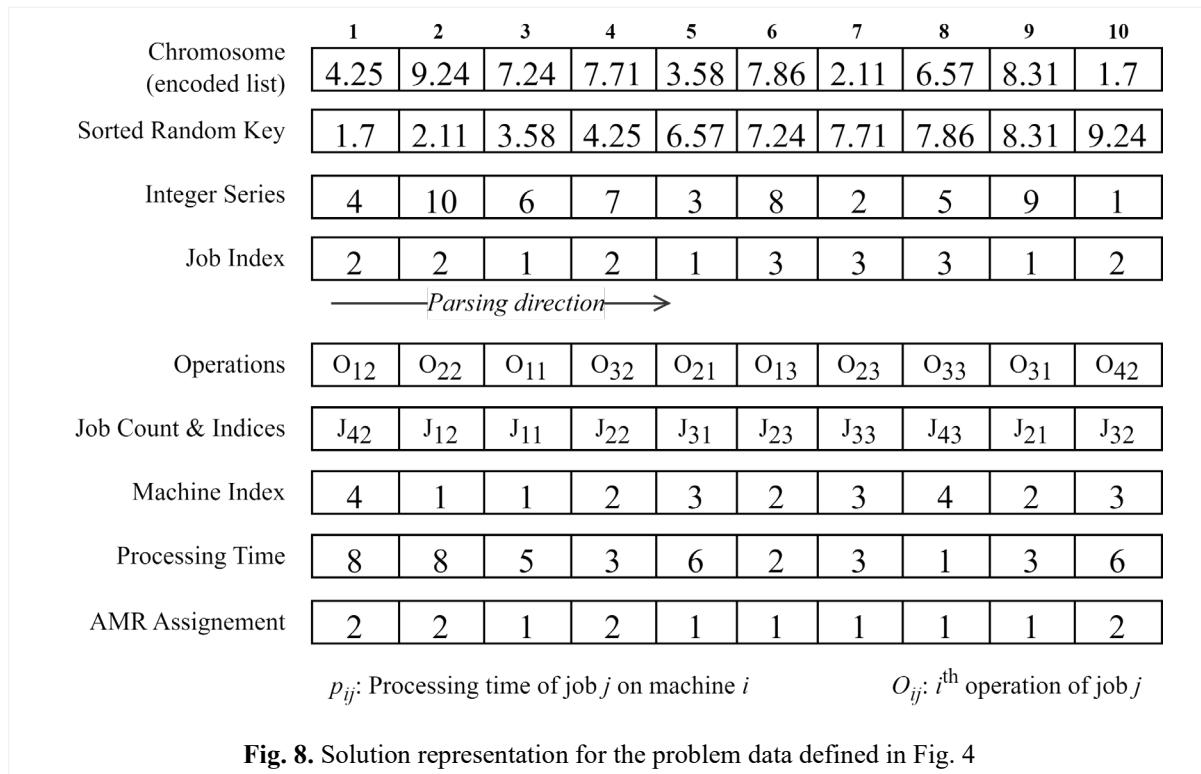 1 2 3 4 5 6 7 8 9 10
Chromosome
(encoded list)
4.25 9.24 7.24 7.71 3.58 7.86 2.11 6.57 8.31 1.7
Sorted Random Key 1.7 2.11 3.58 4.25 6.57 7.24 7.71 7.86 8.31 9.24
Integer Series 4 10 6 7 3 8 2 5 9 1
Job Index 2 2 1 2 1 3 3 3 1 2
Parsing direction
Operations O12 O22 O11 O32 O21 O13 O23 O33 O31 O42
Job Count & Indices J42 J12 J11 J22 J31 J23 J33 J43 J21 J32
Machine Index 4 1 1 2 3 2 3 4 2 3
Processing Time 8 8 5 3 6 2 3 1 3 6
AMR Assignement 2 2 1 2 1 1 1 1 1 2
pij: Processing time of job j on machine i Oij: ith operation of job j
Fig. 8. Solution representation for the problem data defined in Fig. 4